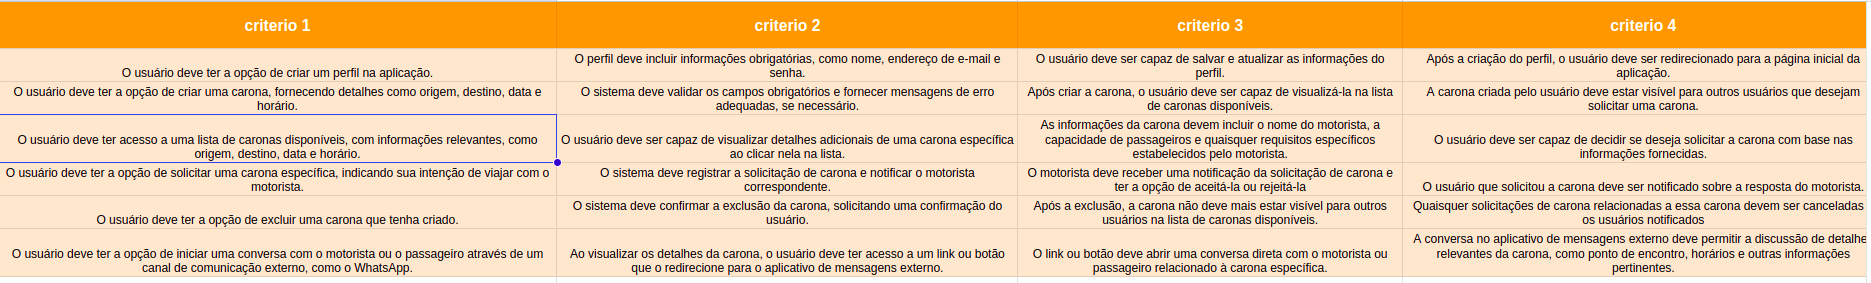 criterio 1
criterio 2
criterio 3
criterio 4
O usuário deve ter a opção de criar um perfil na aplicação.
O perfil deve incluir informações obrigatórias, como nome, endereço de e-mail e
senha.
O usuário deve ser capaz de salvar e atualizar as informações do
perfil.
Após a criação do perfil, o usuário deve ser redirecionado para a página inicial da
aplicação.
O usuário deve ter a opção de criar uma carona, fornecendo detalhes como origem, destino, data e
horário.
O sistema deve validar os campos obrigatórios e fornecer mensagens de erro
adequadas, se necessário.
Após criar a carona, o usuário deve ser capaz de visualizá-la na lista
de caronas disponíveis.
A carona criada pelo usuário deve estar visível para outros usuários que desejam
solicitar uma carona.
O usuário deve ter acesso a uma lista de caronas disponíveis, com informações relevantes, como
origem, destino, data e horário.
O usuário deve ser capaz de visualizar detalhes adicionais de uma carona específica
ao clicar nela na lista.
As informações da carona devem incluir o nome do motorista, a
capacidade de passageiros e quaisquer requisitos específicos
estabelecidos pelo motorista.
O usuário deve ser capaz de decidir se deseja solicitar a carona com base nas
informações fornecidas.
O usuário deve ter a opção de solicitar uma carona específica, indicando sua intenção de viajar com o
motorista.
O sistema deve registrar a solicitação de carona e notificar o motorista
correspondente.
O motorista deve receber uma notificação da solicitação de carona e
ter a opção de aceitá-la ou rejeitá-la
O usuário que solicitou a carona deve ser notificado sobre a resposta do motorista.
O usuário deve ter a opção de excluir uma carona que tenha criado.
O sistema deve confirmar a exclusão da carona, solicitando uma confirmação do
usuário.
Após a exclusão, a carona não deve mais estar visível para outros
usuários na lista de caronas disponíveis.
Quaisquer solicitações de carona relacionadas a essa carona devem ser canceladas
os usuários notificados
O usuário deve ter a opção de iniciar uma conversa com o motorista ou o passageiro através de um
canal de comunicação externo, como o WhatsApp.
Ao visualizar os detalhes da carona, o usuário deve ter acesso a um link ou botão
que o redirecione para o aplicativo de mensagens externo.
O link ou botão deve abrir uma conversa direta com o motorista ou
passageiro relacionado à carona específica.
A conversa no aplicativo de mensagens externo deve permitir a discussão de detalhe
relevantes da carona, como ponto de encontro, horários e outras informações
pertinentes.